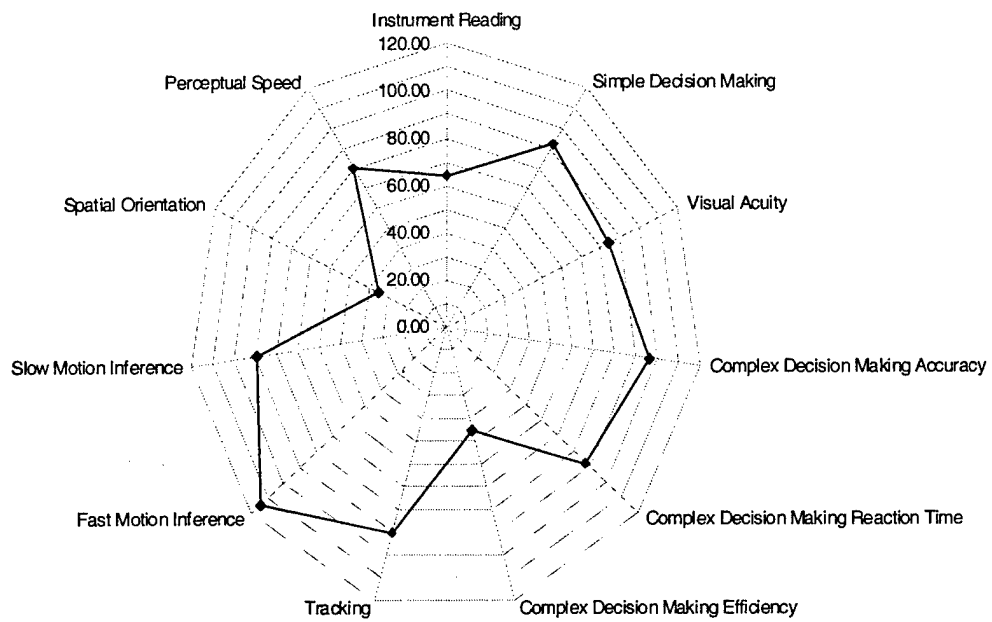 Instrument Reading
120.00
Perceptual Speed
Simple Decision Making
100.00
80.00
Spatial Orientation
Visual Acuity
60.00
40.00
20.00
0.00
Slow Motion Inference
Complex Decision Making Accuracy
Fast Motion Inference
Complex Decision Making Reaction Time
Tracking
Complex Decision Making Efficiency